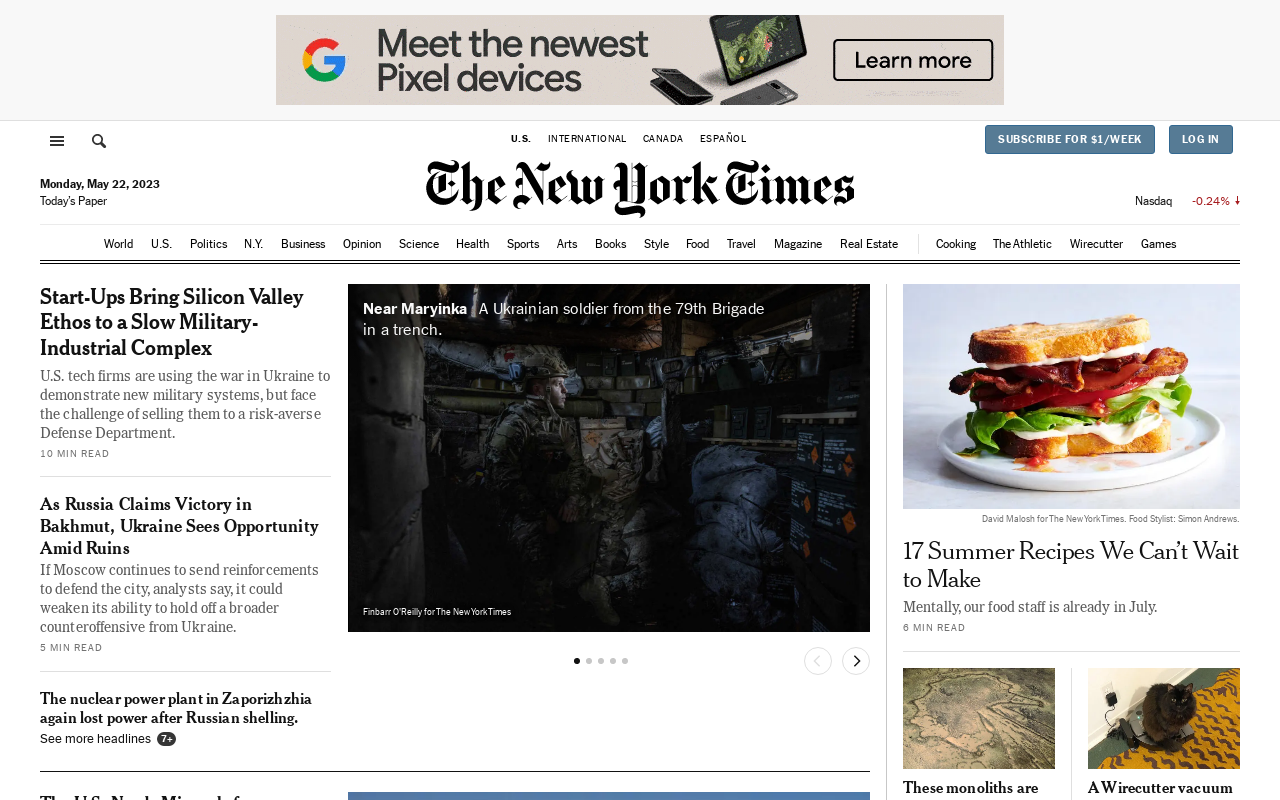 Meet the newest
Pixel devices
Learn more
U.S.
INTERNATIONAL
CANADA
ESPAÑOL
SUBSCRIBE FOR $1/WEEK
LOG IN
The New York Times
Monday, May 22, 2023
Today's Paper
Nasdaq
-0.24%
World
U.S.
Politics
N.Y.
Business
Opinion
Science
Health
Sports
Arts
Books
Style
Food
Travel
Magazine
Real Estate
Cooking
The Athletic
Wirecutter
Games
Start-Ups Bring Silicon Valley
Ethos to a Slow Military-
Industrial Complex
U.S. tech firms are using the war in Ukraine to
demonstrate new military systems, but face
the challenge of selling them to a risk-averse
Defense Department.
10 MIN READ
As Russia Claims Victory in
Bakhmut, Ukraine Sees Opportunity
Amid Ruins
If Moscow continues to send reinforcements
to defend the city, analysts say, it could
weaken its ability to hold off a broader
counteroffensive from Ukraine.
5 MIN READ
The nuclear power plant in Zaporizhzhia
again lost power after Russian shelling.
See more headlines 7+
Near Maryinka A Ukrainian soldier from the 79th Brigade
in a trench.
Finbarr O'Reilly for The New York Times
David Malosh for The New York Times. Food Stylist: Simon Andrews.
17 Summer Recipes We Can't Wait
to Make
Mentally, our food staff is already in July.
6 MIN READ
These monoliths are
A Wirecutter vacuum